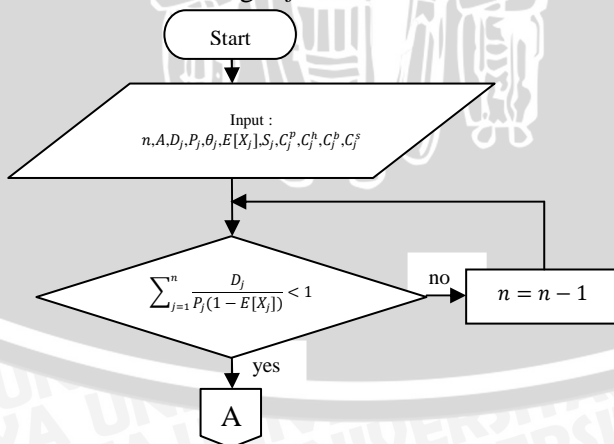 Start
Input :
n,A,D_j,P_j,θ_j,E[X_j],S_j,C_j^p,C_j^h,C_j^b,C_j^s
∑_{j=1}^{n} D_j / P_j(1 − E[X_j]) < 1
no
n = n − 1
yes
A